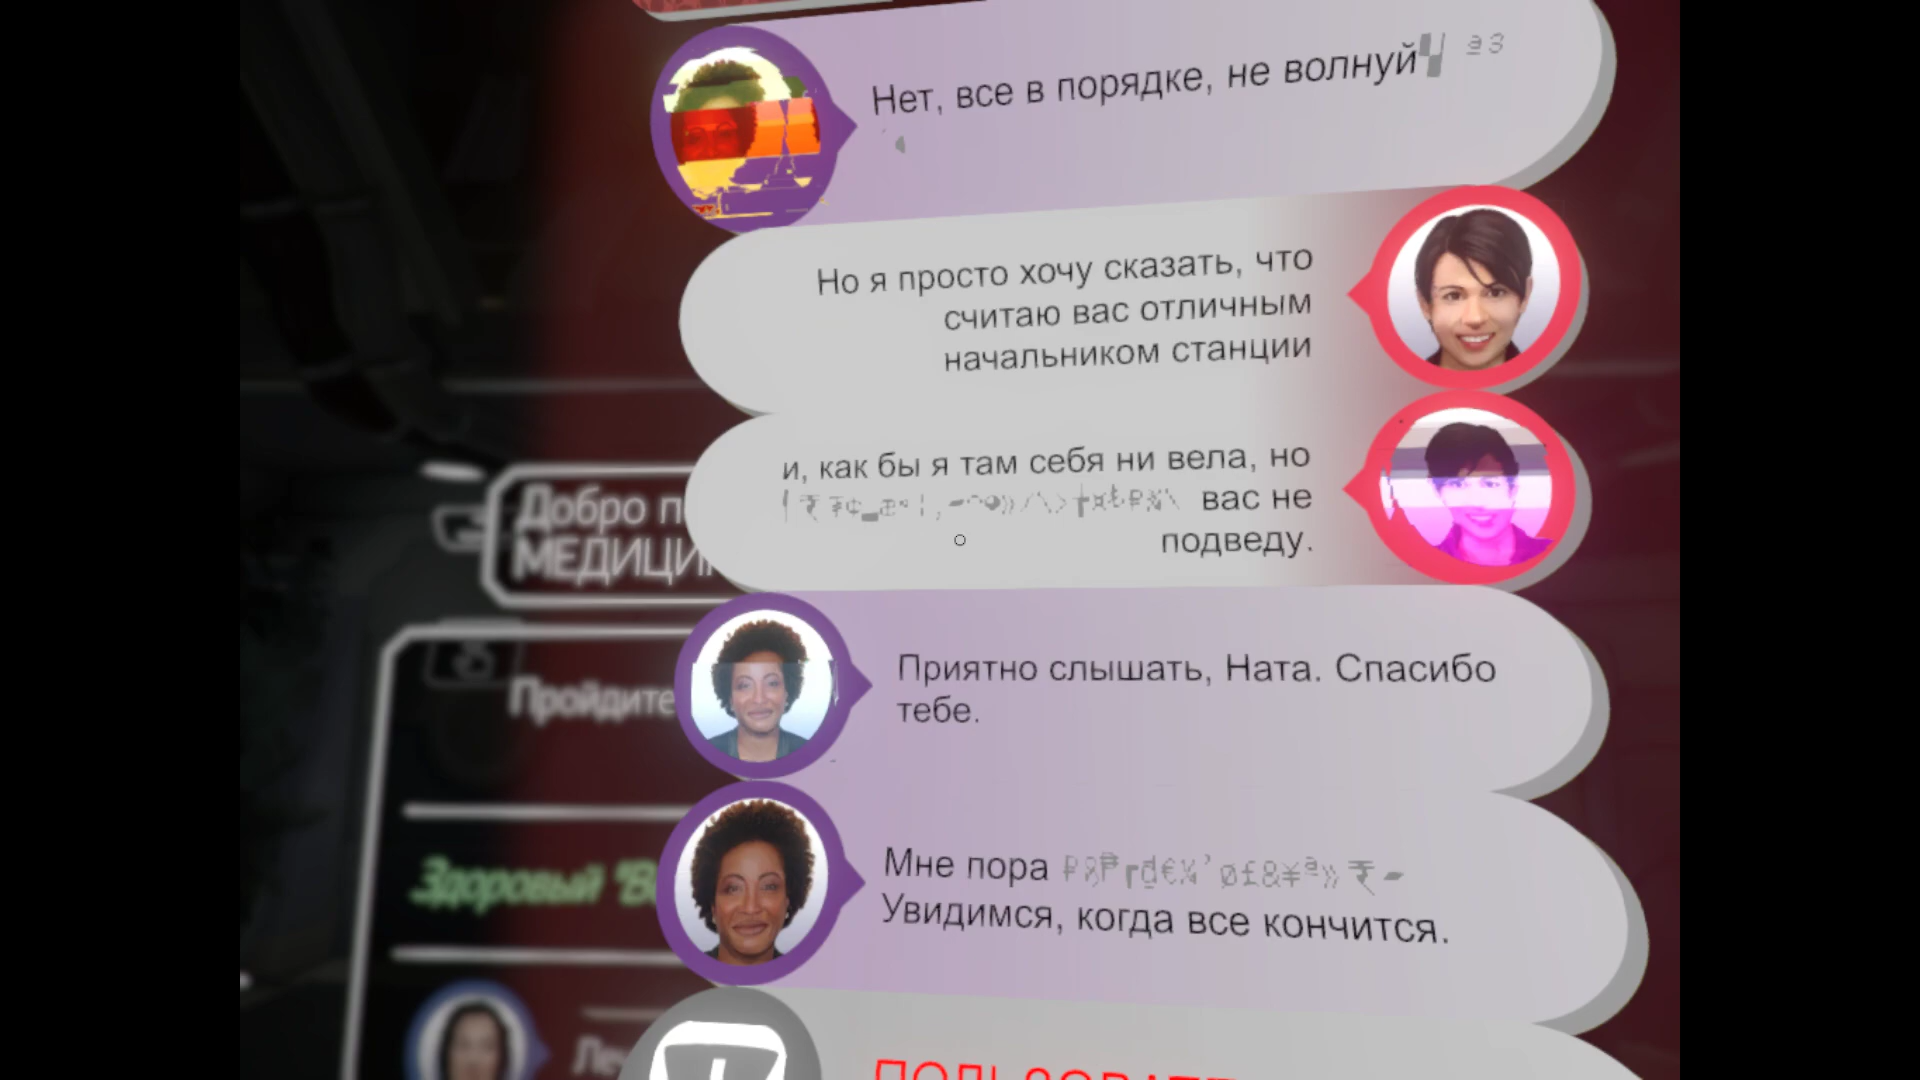 Нет, все в порядке, не волнуй
Но я просто хочу сказать, что
считаю вас отличным
начальником станции
и, как бы я там себя ни вела, но
вас не
подведу.
Добро п
МЕДИЦИ
Приятно слышать, Ната. Спасибо
тебе.
Пройдите
Мне пора
Увидимся, когда все кончится.
Здоровый "В
ПОЛЬЗОВАТ